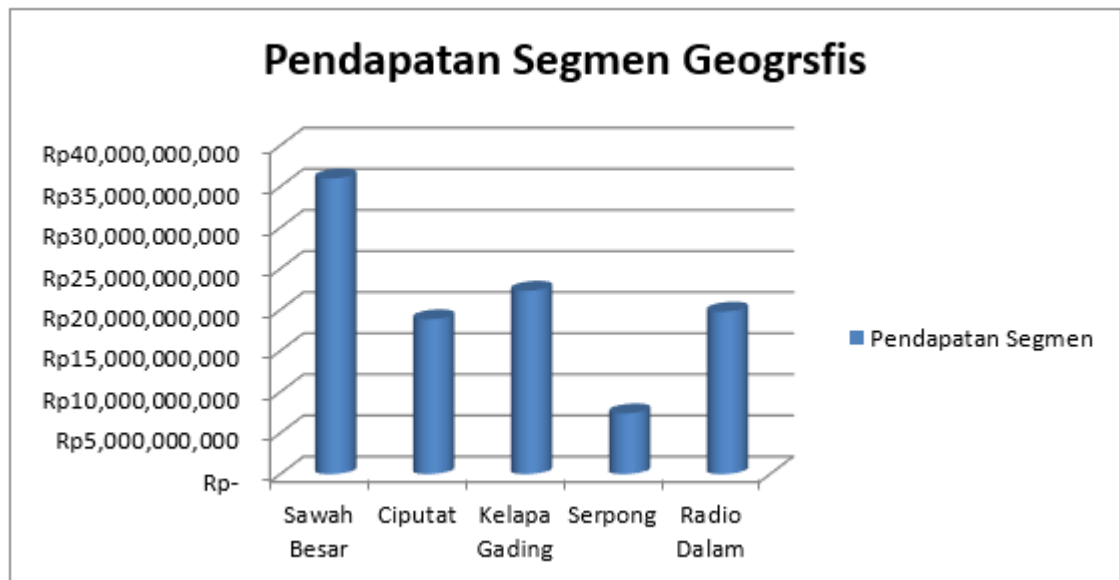 Pendapatan Segmen Geogrsfis
Rp40,000,000,000
Rp35,000,000,000
Rp30,000,000,000
Rp25,000,000,000
Rp20,000,000,000
Rp15,000,000,000
Rp10,000,000,000
Rp5,000,000,000
Rp-
Sawah Besar
Ciputat
Kelapa Gading
Serpong
Radio Dalam
Pendapatan Segmen